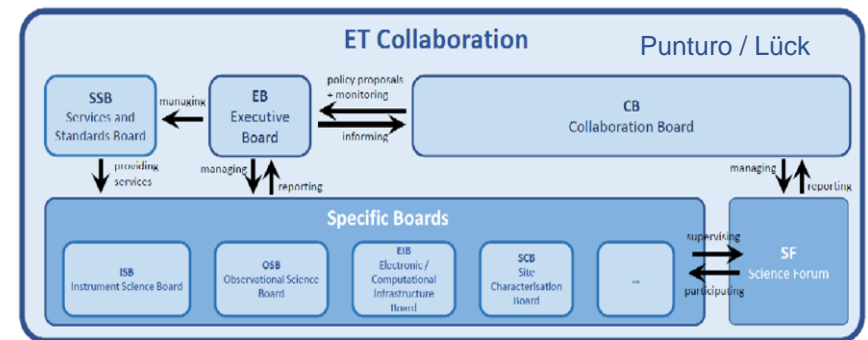 ET Collaboration
Punturo / Lück
SSB
Services and
Standards Board
managing
EB
Executive
Board
policy proposals
+ monitoring
informing
CB
Collaboration Board
providing
services
managing
reporting
managing
reporting
Specific Boards
ISB
Instrument Science Board
OSB
Observational Science
Board
EIB
Electronic /
Computational
Infrastructure
Board
SCB
Site
Characterisation
Board
...
supervising
participating
SF
Science Forum